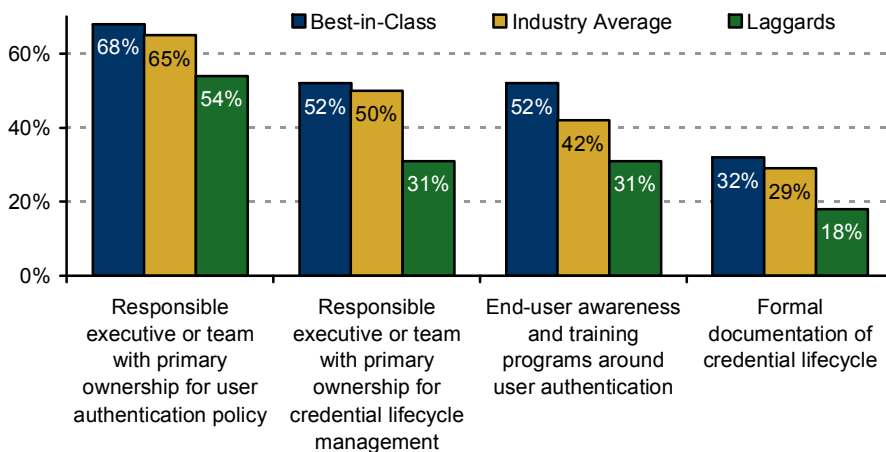 Best-in-Class Industry Average Laggards
60%
40%
20%
0%
68% 65% 54%
52% 50% 31%
52% 42% 31%
32% 29% 18%
Responsible
executive or team
with primary
ownership for user
authentication policy
Responsible
executive or team
with primary
ownership for
credential lifecycle
management
End-user awareness
and training
programs around
user authentication
Formal
documentation of
credential lifecycle